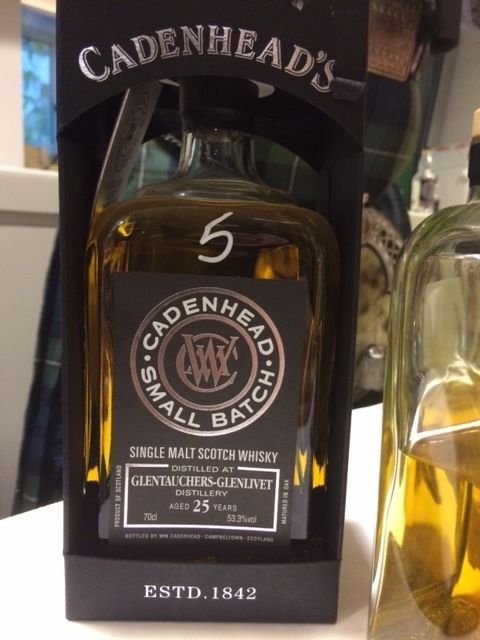 CADENHEAD'S
5
CADENHEAD
WC
SMALL BATCH
SINGLE MALT SCOTCH WHISKY
DISTILLED AT
GLENTAUCHERS-GLENLIVET
DISTILLERY
AGED 25 YEARS
70cl 53.3%vol
PRODUCT OF SCOTLAND
MATURED IN OAK
BOTTLED BY WM CADENHEAD · CAMPBELTOWN · SCOTLAND
ESTD.1842